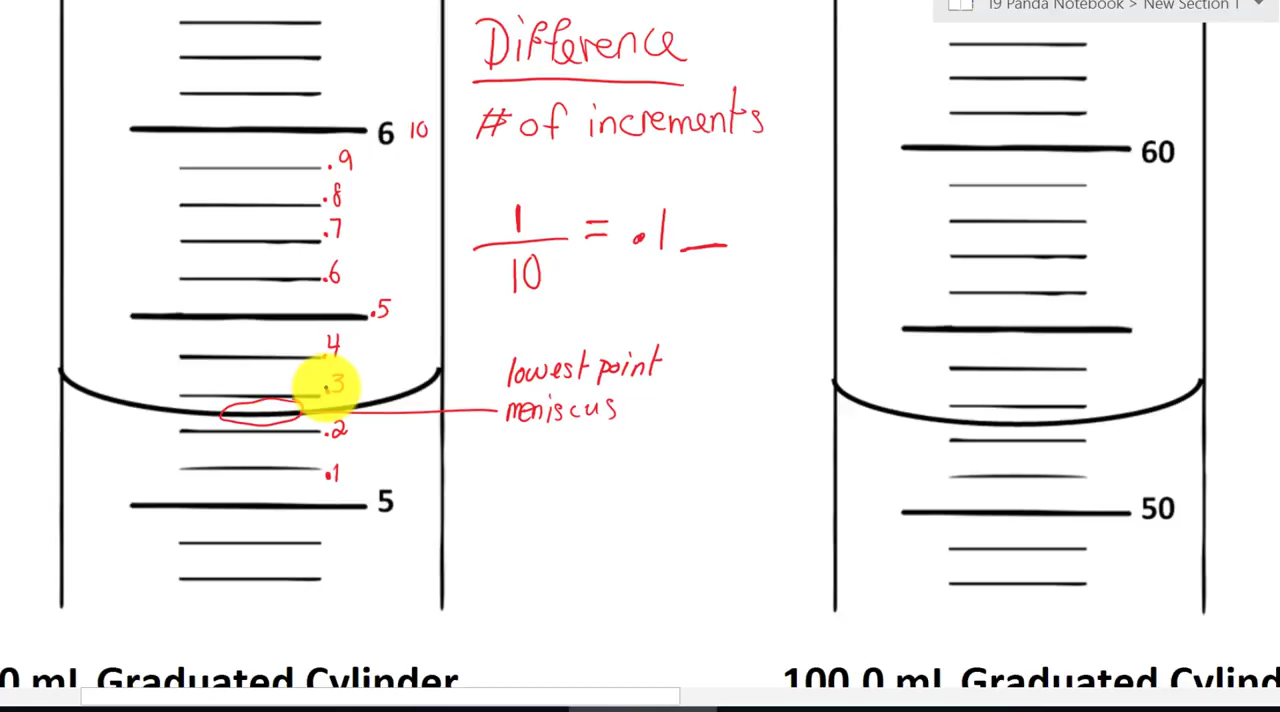 19 Panda Notebook > New Section 1
Difference
# of increments
6 10
.9
.8
.7
.6
.5
.4
.3
.2
.1
5
1
10
= .1_
lowest point
meniscus
60
50
0 mL Graduated Cylinder
100.0 mL Graduated Cylind